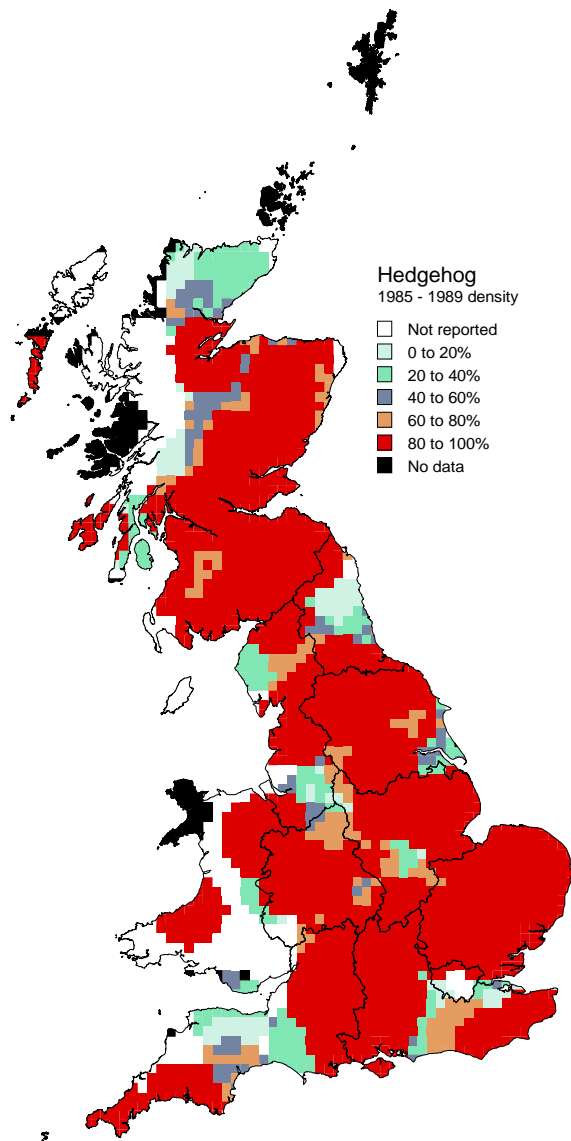 Hedgehog
1985 - 1989 density
Not reported
0 to 20%
20 to 40%
40 to 60%
60 to 80%
80 to 100%
No data